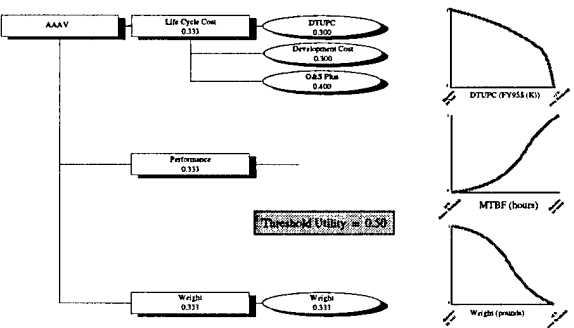 AAAV
Life Cycle Cost
0.333
DTUPC
0.300
Development Cost
0.300
O&S Plus
0.400
DTUPC (FY95$ (K))
Performance
0.333
MTBF (hours)
Threshold Utility = 0.50
Weight
0.333
Weight
0.333
Weight (pounds)